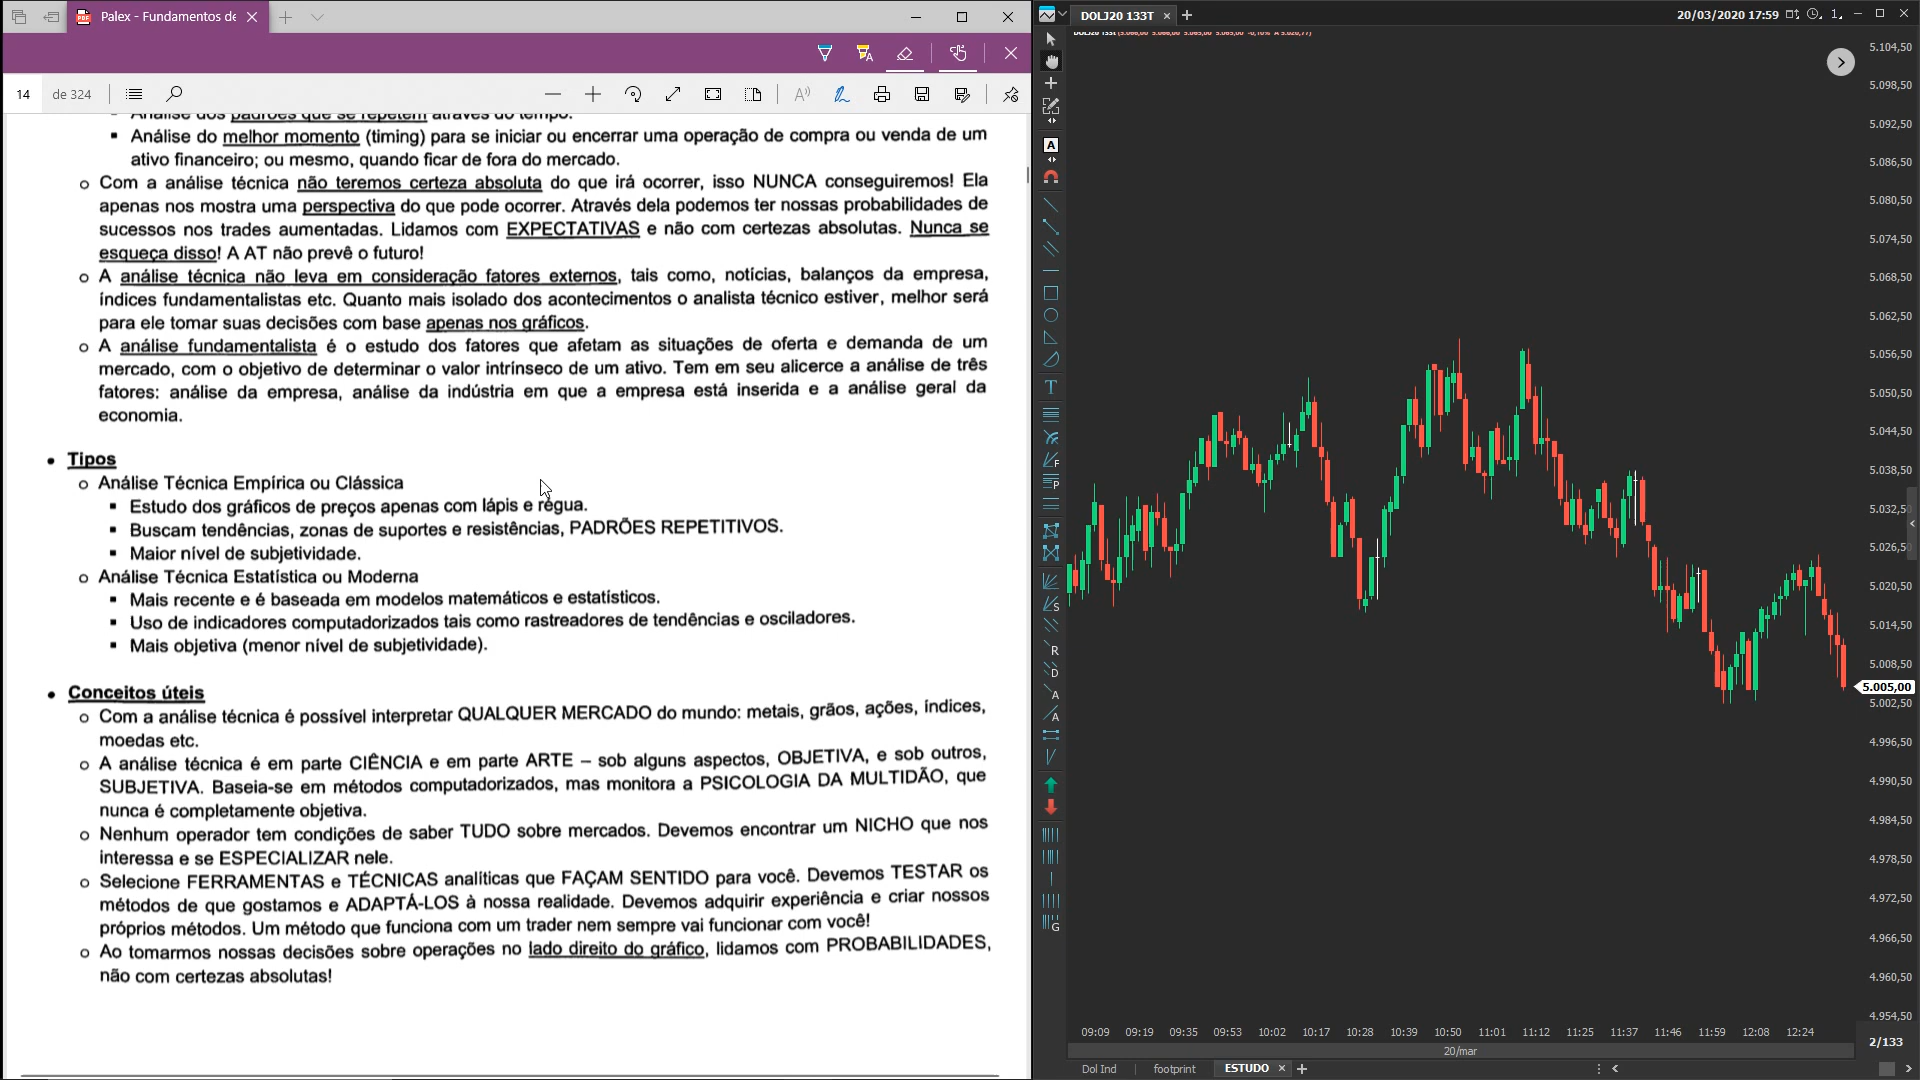 Palex - Fundamentos de
14 de 324
Análise dos padrões que se repetem através do tempo.
▪ Análise do melhor momento (timing) para se iniciar ou encerrar uma operação de compra ou venda de um
ativo financeiro; ou mesmo, quando ficar de fora do mercado.
o Com a análise técnica não teremos certeza absoluta do que irá ocorrer, isso NUNCA conseguiremos! Ela
apenas nos mostra uma perspectiva do que pode ocorrer. Através dela podemos ter nossas probabilidades de
sucessos nos trades aumentadas. Lidamos com EXPECTATIVAS e não com certezas absolutas. Nunca se
esqueça disso! A AT não prevê o futuro!
o A análise técnica não leva em consideração fatores externos, tais como, notícias, balanços da empresa,
índices fundamentalistas etc. Quanto mais isolado dos acontecimentos o analista técnico estiver, melhor será
para ele tomar suas decisões com base apenas nos gráficos.
o A análise fundamentalista é o estudo dos fatores que afetam as situações de oferta e demanda de um
mercado, com o objetivo de determinar o valor intrínseco de um ativo. Tem em seu alicerce a análise de três
fatores: análise da empresa, análise da indústria em que a empresa está inserida e a análise geral da
economia.
• Tipos
o Análise Técnica Empírica ou Clássica
▪ Estudo dos gráficos de preços apenas com lápis e régua.
▪ Buscam tendências, zonas de suportes e resistências, PADRÕES REPETITIVOS.
▪ Maior nível de subjetividade.
o Análise Técnica Estatística ou Moderna
▪ Mais recente e é baseada em modelos matemáticos e estatísticos.
▪ Uso de indicadores computadorizados tais como rastreadores de tendências e osciladores.
▪ Mais objetiva (menor nível de subjetividade).
• Conceitos úteis
o Com a análise técnica é possível interpretar QUALQUER MERCADO do mundo: metais, grãos, ações, índices,
moedas etc.
o A análise técnica é em parte CIÊNCIA e em parte ARTE – sob alguns aspectos, OBJETIVA, e sob outros,
SUBJETIVA. Baseia-se em métodos computadorizados, mas monitora a PSICOLOGIA DA MULTIDÃO, que
nunca é completamente objetiva.
o Nenhum operador tem condições de saber TUDO sobre mercados. Devemos encontrar um NICHO que nos
interessa e se ESPECIALIZAR nele.
o Selecione FERRAMENTAS e TÉCNICAS analíticas que FAÇAM SENTIDO para você. Devemos TESTAR os
métodos de que gostamos e ADAPTÁ-LOS à nossa realidade. Devemos adquirir experiência e criar nossos
próprios métodos. Um método que funciona com um trader nem sempre vai funcionar com você!
o Ao tomarmos nossas decisões sobre operações no lado direito do gráfico, lidamos com PROBABILIDADES,
não com certezas absolutas!
DOLJ20 133T
20/03/2020 17:59
5.104,50
5.098,50
5.092,50
5.086,50
5.080,50
5.074,50
5.068,50
5.062,50
5.056,50
5.050,50
5.044,50
5.038,50
5.032,50
5.026,50
5.020,50
5.014,50
5.008,50
5.005,00
5.002,50
4.996,50
4.990,50
4.984,50
4.978,50
4.972,50
4.966,50
4.960,50
4.954,50
09:09 09:19 09:35 09:53 10:02 10:17 10:28 10:39 10:50 11:01 11:12 11:25 11:37 11:46 11:59 12:08 12:24
2/133
20/mar
Dol Ind footprint ESTUDO